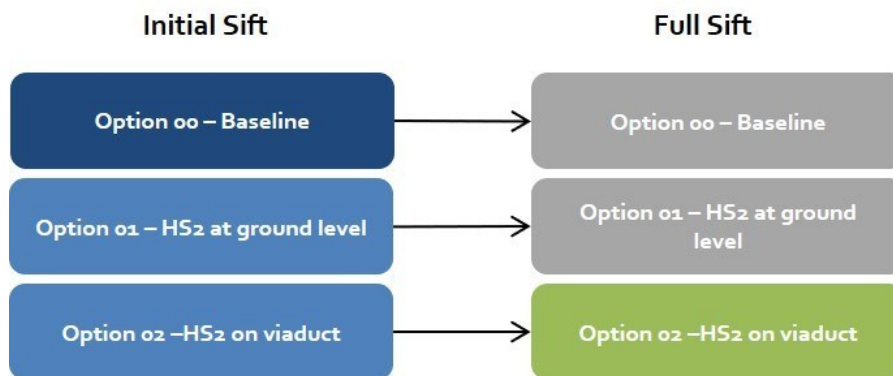 Initial Sift
Full Sift
Option 00 – Baseline
Option 00 – Baseline
Option 01 – HS2 at ground level
Option 01 – HS2 at ground
level
Option 02 –HS2 on viaduct
Option 02 –HS2 on viaduct